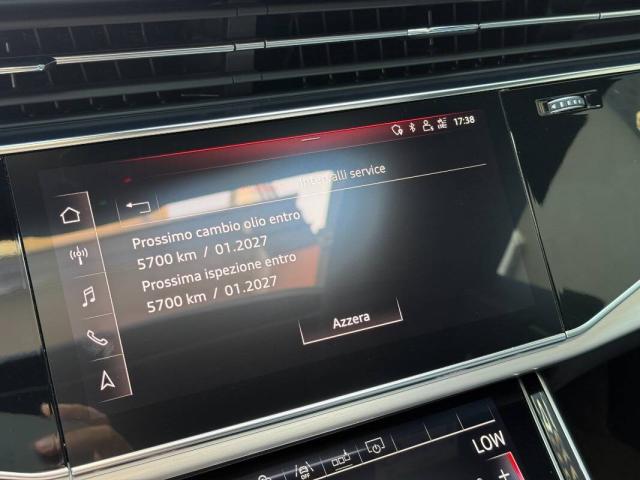 17:38
Intervalli service
Prossimo cambio olio entro
5700 km / 01.2027
Prossima ispezione entro
5700 km / 01.2027
Azzera
OFF
LOW
+